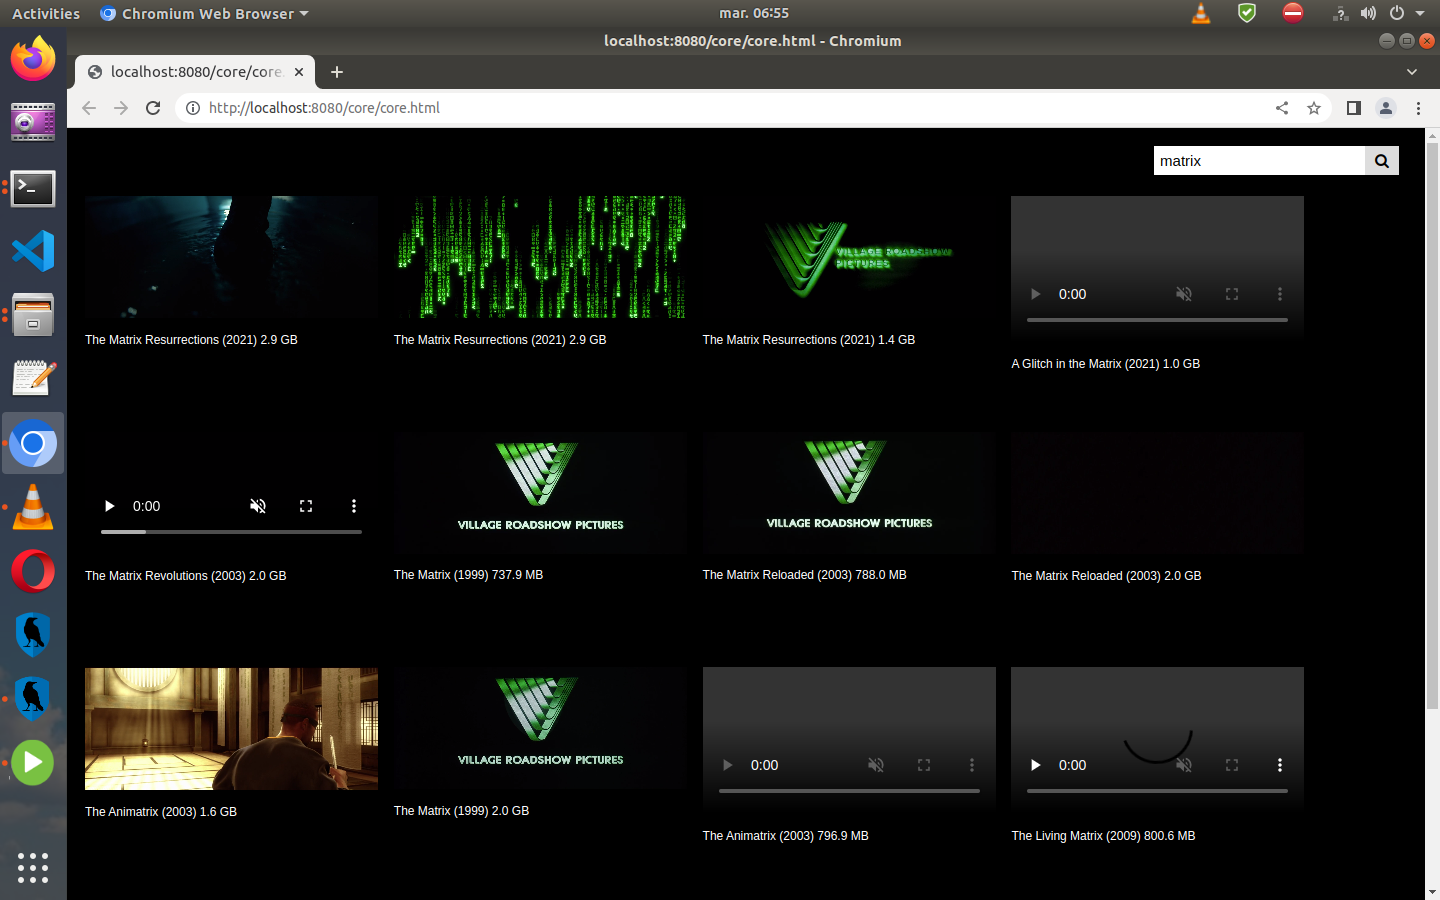 Activities
Chromium Web Browser
mar. 06:55
localhost:8080/core/core.html - Chromium
localhost:8080/core/core
http://localhost:8080/core/core.html
matrix
VILLAGE ROADSHOW
PICTURES
0:00
The Matrix Resurrections (2021) 2.9 GB
The Matrix Resurrections (2021) 2.9 GB
The Matrix Resurrections (2021) 1.4 GB
A Glitch in the Matrix (2021) 1.0 GB
0:00
VILLAGE ROADSHOW PICTURES
VILLAGE ROADSHOW PICTURES
The Matrix Revolutions (2003) 2.0 GB
The Matrix (1999) 737.9 MB
The Matrix Reloaded (2003) 788.0 MB
The Matrix Reloaded (2003) 2.0 GB
VILLAGE ROADSHOW PICTURES
0:00
0:00
The Animatrix (2003) 1.6 GB
The Matrix (1999) 2.0 GB
The Animatrix (2003) 796.9 MB
The Living Matrix (2009) 800.6 MB